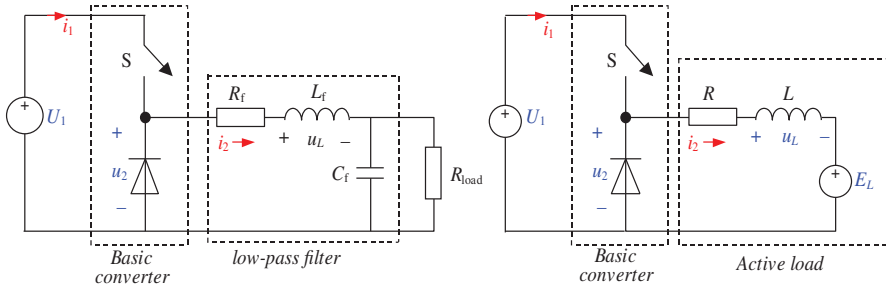 i₁
S
U₁
+
+
u₂
−
R_f
L_f
i₂
+ u_L −
C_f
R_load
Basic
converter
low-pass filter
i₁
S
U₁
+
+
u₂
−
R
L
i₂
+ u_L −
+
E_L
Basic
converter
Active load